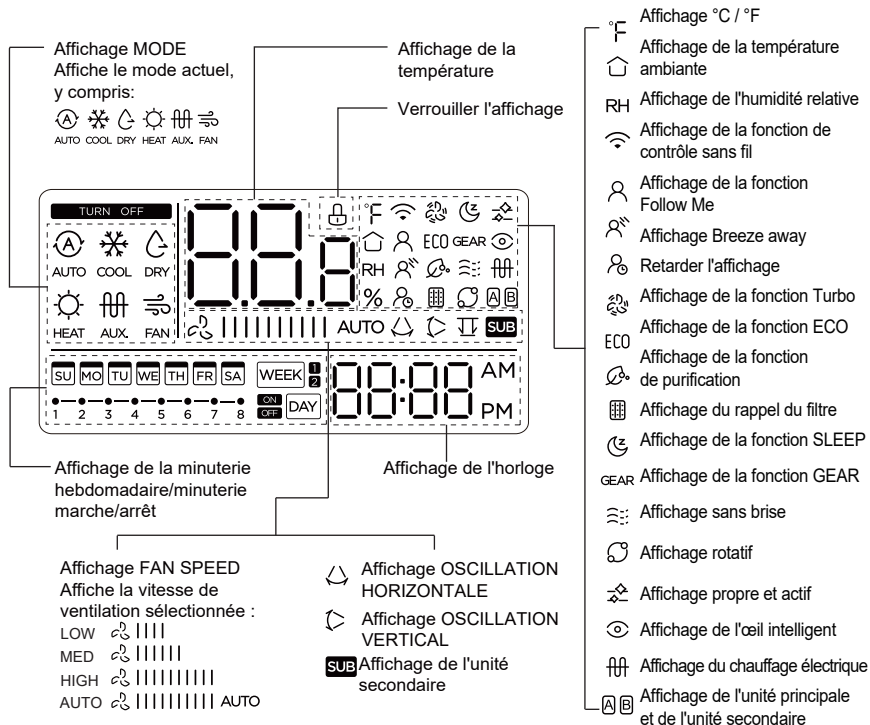 Affichage MODE
Affiche le mode actuel,
y compris:
AUTO COOL DRY HEAT AUX. FAN
Affichage de la
température
Verrouiller l'affichage
TURN OFF
AUTO COOL DRY
HEAT AUX. FAN
88.8
°F
ECO GEAR
RH
% A B
AUTO SUB
SU MO TU WE TH FR SA WEEK 1 2
1 2 3 4 5 6 7 8 ON OFF DAY
88:88 AM PM
Affichage de la minuterie
hebdomadaire/minuterie
marche/arrêt
Affichage de l'horloge
Affichage FAN SPEED
Affiche la vitesse de
ventilation sélectionnée :
LOW
MED
HIGH
AUTO AUTO
Affichage OSCILLATION
HORIZONTALE
Affichage OSCILLATION
VERTICAL
SUB Affichage de l'unité
secondaire
°F Affichage °C / °F
Affichage de la température
ambiante
RH Affichage de l'humidité relative
Affichage de la fonction de
contrôle sans fil
Affichage de la fonction
Follow Me
Affichage Breeze away
Retarder l'affichage
Affichage de la fonction Turbo
ECO Affichage de la fonction ECO
Affichage de la fonction
de purification
Affichage du rappel du filtre
Affichage de la fonction SLEEP
GEAR Affichage de la fonction GEAR
Affichage sans brise
Affichage rotatif
Affichage propre et actif
Affichage de l'œil intelligent
Affichage du chauffage électrique
A B Affichage de l'unité principale
et de l'unité secondaire